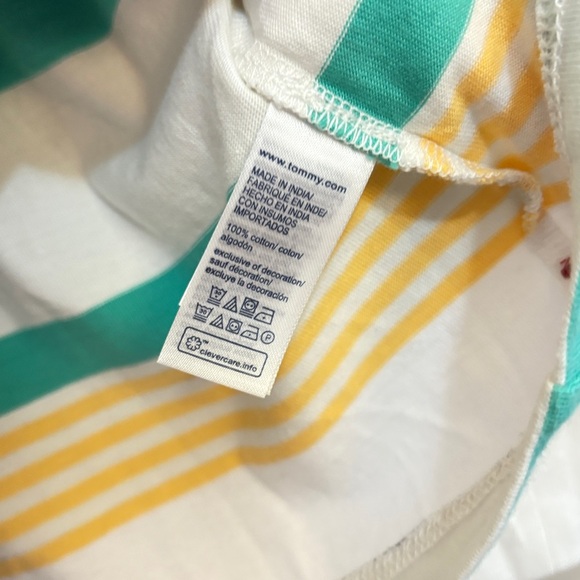 www.tommy.com
MADE IN INDIA/
FABRIQUÉ EN INDE/
HECHO EN INDIA
CON INSUMOS
IMPORTADOS
100% cotton/ coton/
algodón
exclusive of decoration/
sauf décoration/
excluye la decoración
P
™
clevercare.info